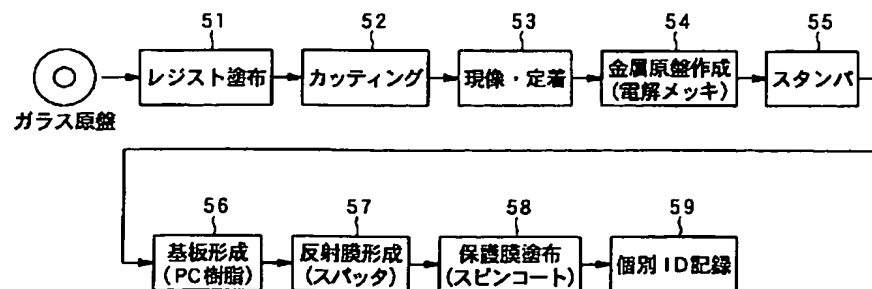 51
52
53
54
55
ガラス原盤
レジスト塗布
カッティング
現像・定着
金属原盤作成
(電解メッキ)
スタンパ
56
57
58
59
基板形成
(PC樹脂)
反射膜形成
(スパッタ)
保護膜塗布
(スピンコート)
個別ID記録